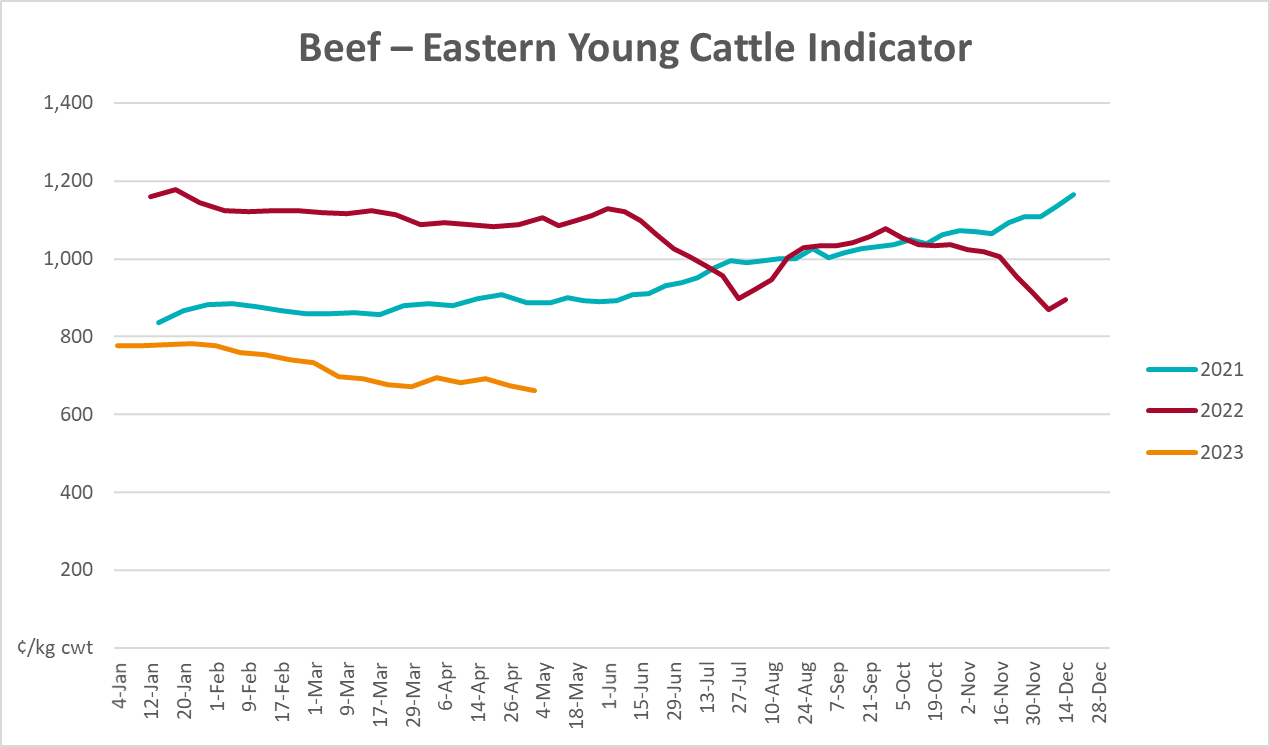 Beef – Eastern Young Cattle Indicator
1,400
1,200
1,000
800
600
400
200
¢/kg cwt
4-Jan
12-Jan
20-Jan
1-Feb
9-Feb
17-Feb
1-Mar
9-Mar
17-Mar
29-Mar
6-Apr
14-Apr
26-Apr
4-May
18-May
1-Jun
15-Jun
29-Jun
13-Jul
27-Jul
10-Aug
24-Aug
7-Sep
21-Sep
5-Oct
19-Oct
2-Nov
16-Nov
30-Nov
14-Dec
28-Dec
2021
2022
2023